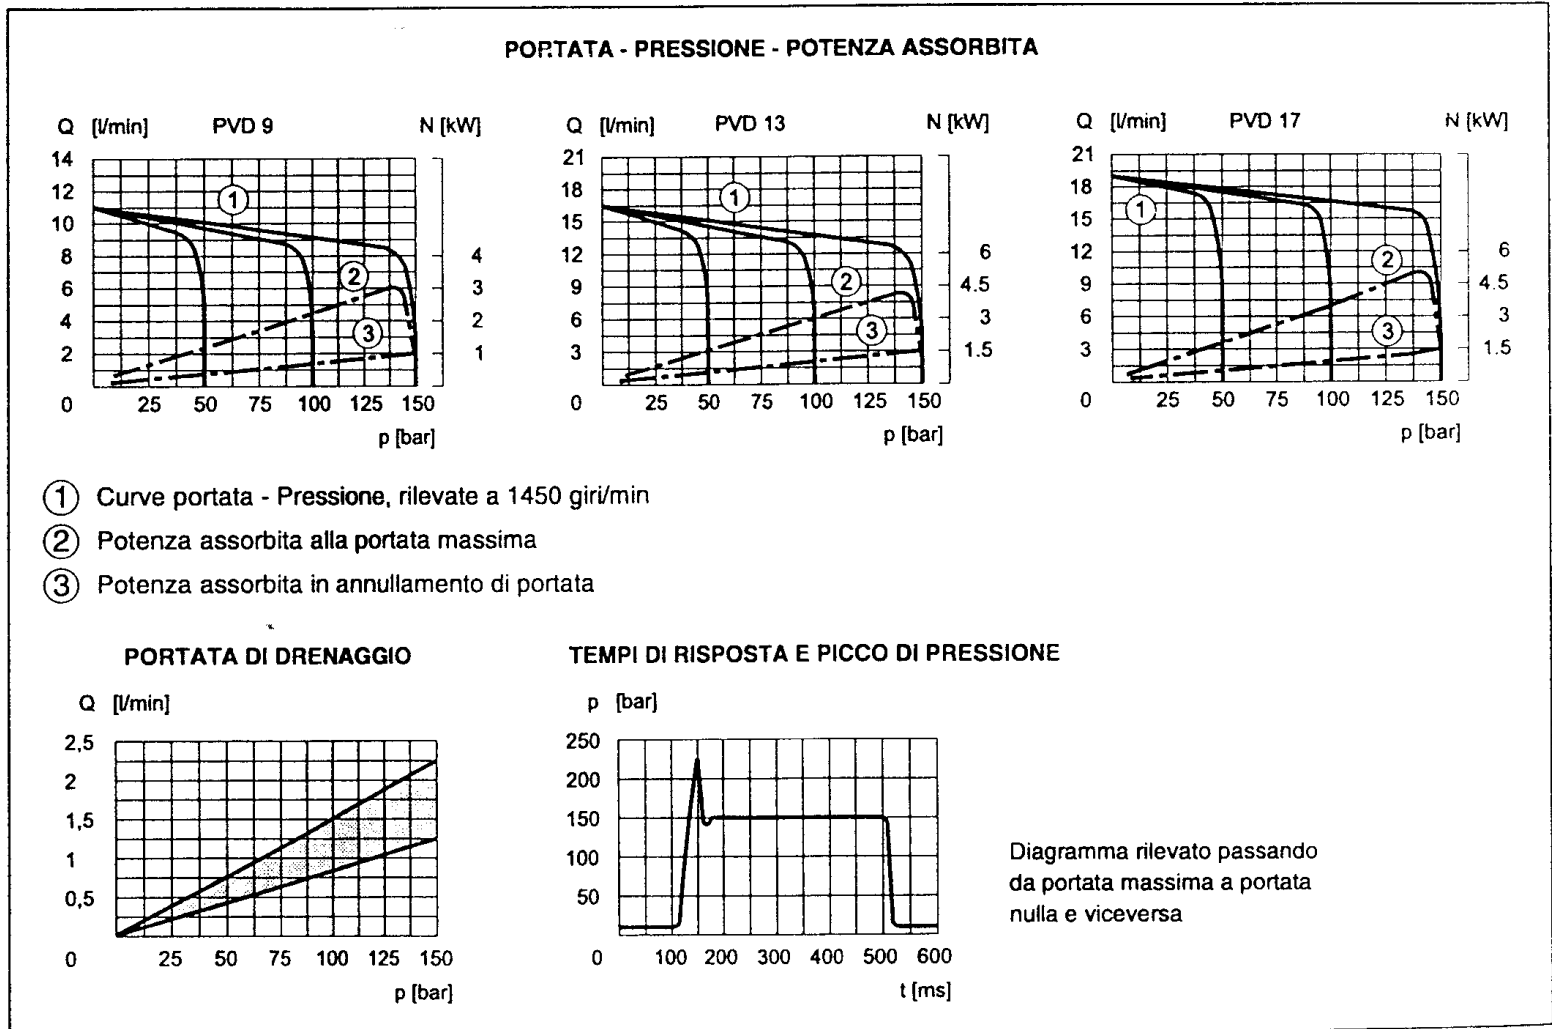 PORTATA - PRESSIONE - POTENZA ASSORBITA
Q [l/min] PVD 9 N [kW]
14
12
10
8
6
4
2
0
4
3
2
1
1
2
3
25 50 75 100 125 150
p [bar]
Q [l/min] PVD 13 N [kW]
21
18
15
12
9
6
3
0
6
4.5
3
1.5
1
2
3
25 50 75 100 125 150
p [bar]
Q [l/min] PVD 17 N [kW]
21
18
15
12
9
6
3
0
6
4.5
3
1.5
1
2
3
25 50 75 100 125 150
p [bar]
1 Curve portata - Pressione, rilevate a 1450 giri/min
2 Potenza assorbita alla portata massima
3 Potenza assorbita in annullamento di portata
PORTATA DI DRENAGGIO
Q [l/min]
2,5
2
1,5
1
0,5
0
25 50 75 100 125 150
p [bar]
TEMPI DI RISPOSTA E PICCO DI PRESSIONE
p [bar]
250
200
150
100
50
0
100 200 300 400 500 600
t [ms]
Diagramma rilevato passando
da portata massima a portata
nulla e viceversa